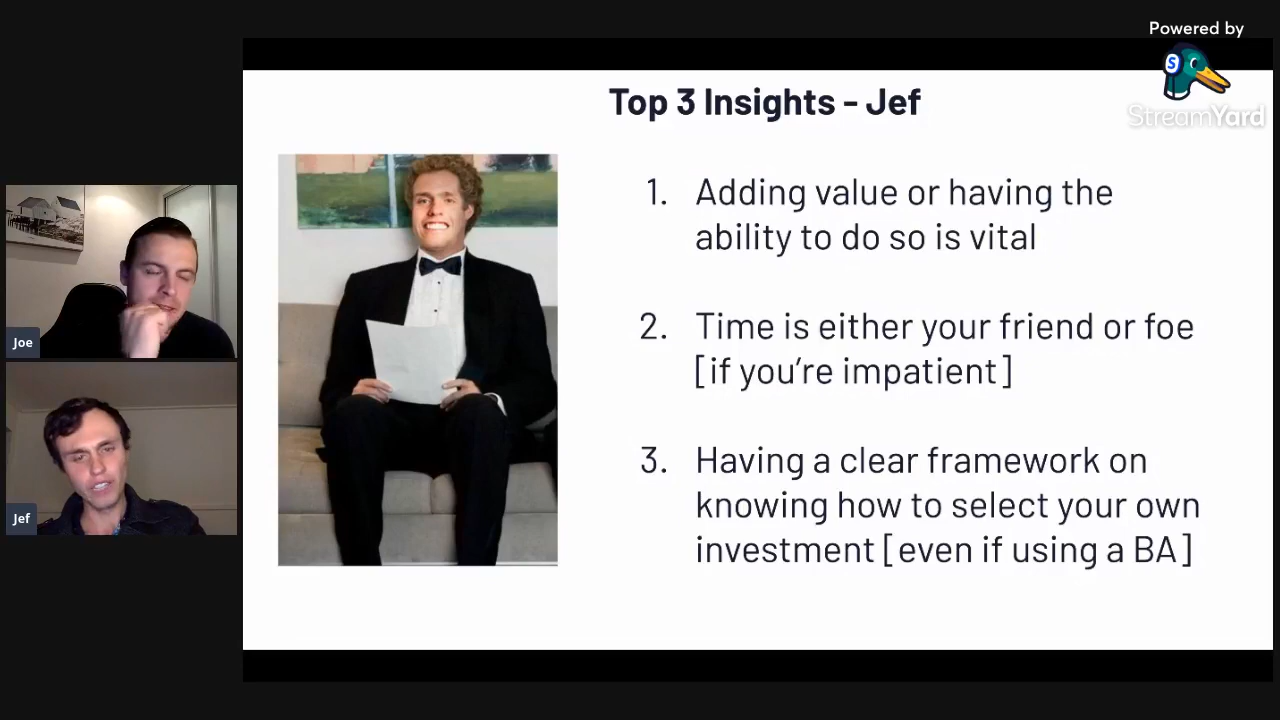 Powered by
StreamYard
Top 3 Insights - Jef
1. Adding value or having the
ability to do so is vital
2. Time is either your friend or foe
[if you’re impatient]
3. Having a clear framework on
knowing how to select your own
investment [even if using a BA]
Joe
Jef
S